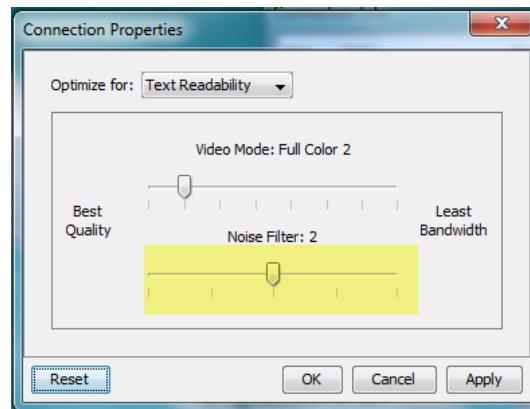 Connection Properties
Optimize for: Text Readability
Video Mode: Full Color 2
Best Quality
Least Bandwidth
Noise Filter: 2
Reset OK Cancel Apply